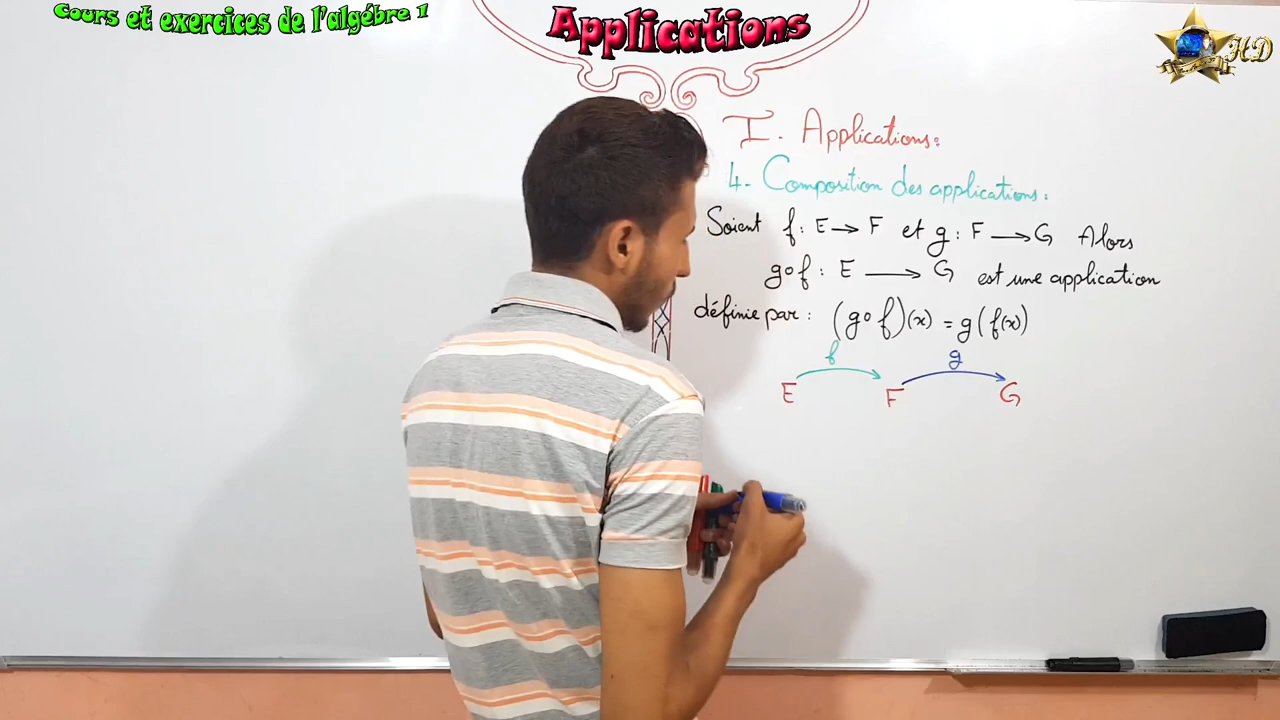 Cours et exercices de l'algébre 1
Applications
HD
I. Applications:
4. Composition des applications:
Soient f: E → F et g: F → G Alors
g∘f: E → G est une application
définie par: (g∘f)(x) = g(f(x))
f g
E F G